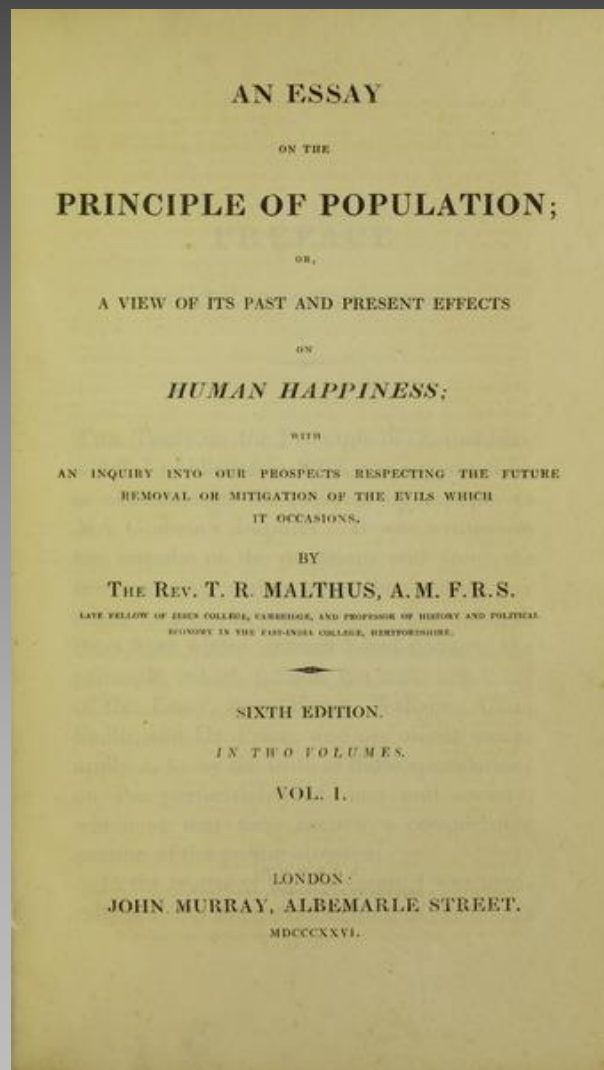 AN ESSAY
ON THE
PRINCIPLE OF POPULATION;
OR,
A VIEW OF ITS PAST AND PRESENT EFFECTS
ON
HUMAN HAPPINESS;
WITH
AN INQUIRY INTO OUR PROSPECTS RESPECTING THE FUTURE
REMOVAL OR MITIGATION OF THE EVILS WHICH
IT OCCASIONS.
BY
THE REV. T. R. MALTHUS, A.M. F.R.S.
LATE FELLOW OF JESUS COLLEGE, CAMBRIDGE, AND PROFESSOR OF HISTORY AND POLITICAL
ECONOMY IN THE EAST-INDIA COLLEGE, HERTFORDSHIRE.
SIXTH EDITION.
IN TWO VOLUMES.
VOL. I.
LONDON
JOHN MURRAY, ALBEMARLE STREET.
MDCCCXXVI.